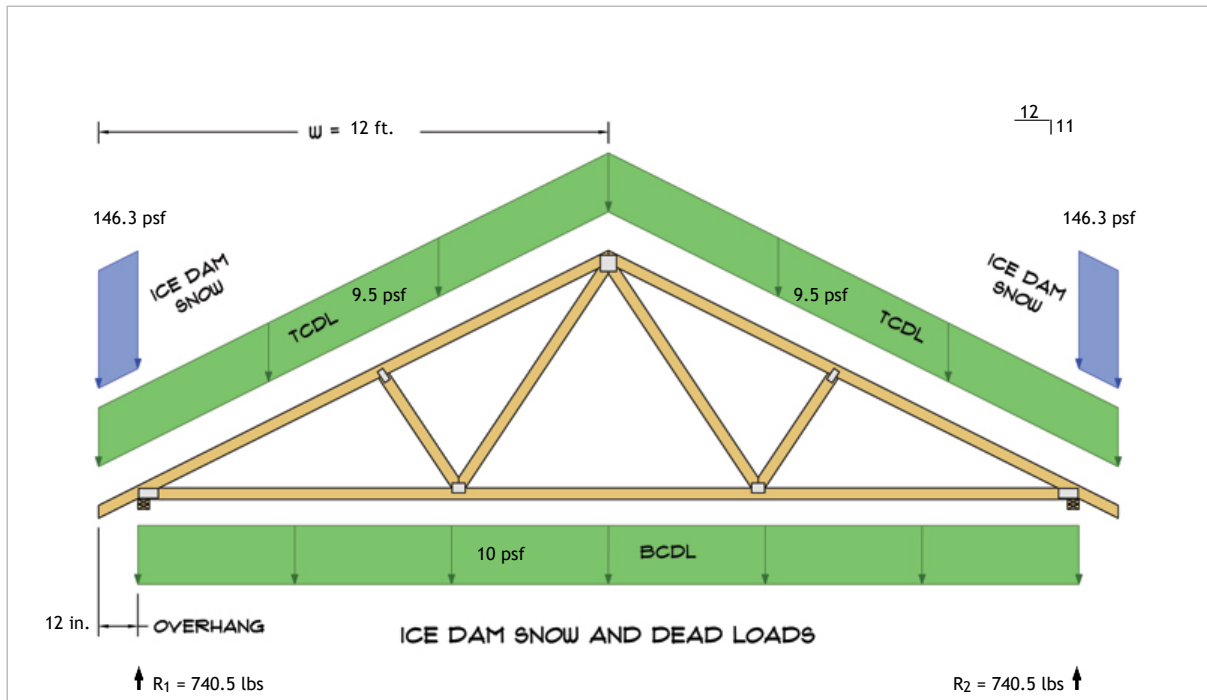 W = 12 ft.
12
11
146.3 psf
146.3 psf
ICE DAM
SNOW
ICE DAM
SNOW
9.5 psf
9.5 psf
TCDL
TCDL
10 psf
BCDL
12 in.
OVERHANG
ICE DAM SNOW AND DEAD LOADS
R1 = 740.5 lbs
R2 = 740.5 lbs